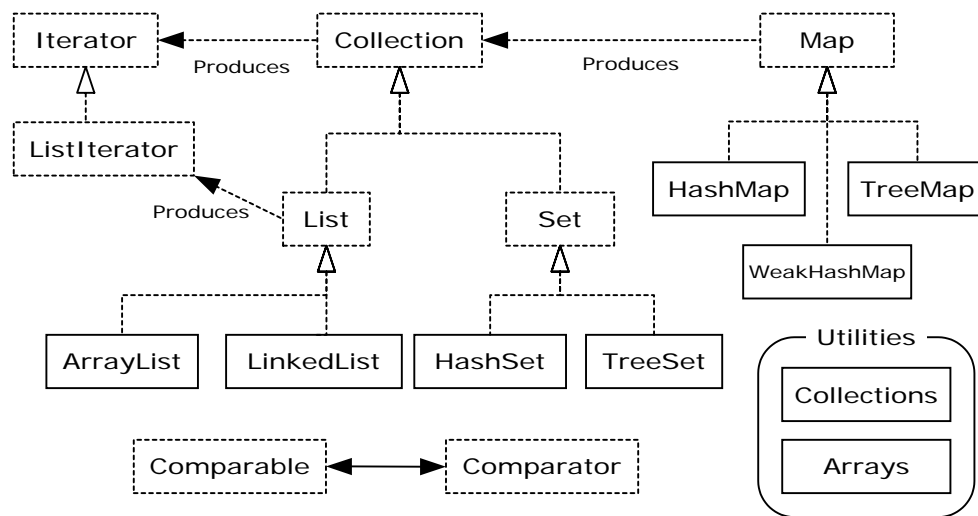 Iterator
Collection
Map
Produces
Produces
ListIterator
Produces
List
Set
HashMap
TreeMap
WeakHashMap
ArrayList
LinkedList
HashSet
TreeSet
Utilities
Collections
Arrays
Comparable
Comparator